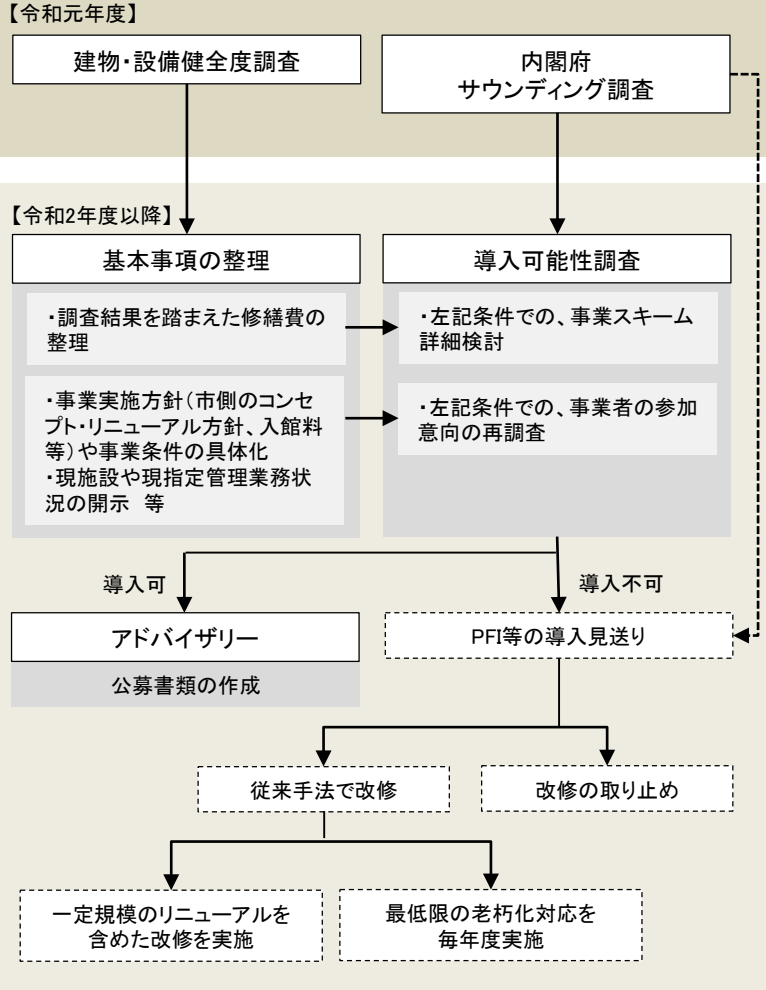 【令和元年度】
建物・設備健全度調査
内閣府
サウンディング調査
【令和2年度以降】
基本事項の整理
・調査結果を踏まえた修繕費の
整理
・事業実施方針（市側のコンセ
プト・リニューアル方針、入館料
等）や事業条件の具体化
・現施設や現指定管理業務状
況の開示　等
導入可能性調査
・左記条件での、事業スキーム
詳細検討
・左記条件での、事業者の参加
意向の再調査
導入可
導入不可
アドバイザリー
公募書類の作成
PFI等の導入見送り
従来手法で改修
改修の取り止め
一定規模のリニューアルを
含めた改修を実施
最低限の老朽化対応を
毎年度実施